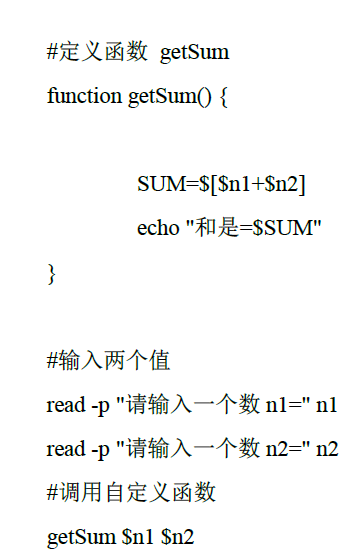 #定义函数 getSum
function getSum() {
SUM=$[$n1+$n2]
echo "和是=$SUM"
}
#输入两个值
read -p "请输入一个数 n1=" n1
read -p "请输入一个数 n2=" n2
#调用自定义函数
getSum $n1 $n2